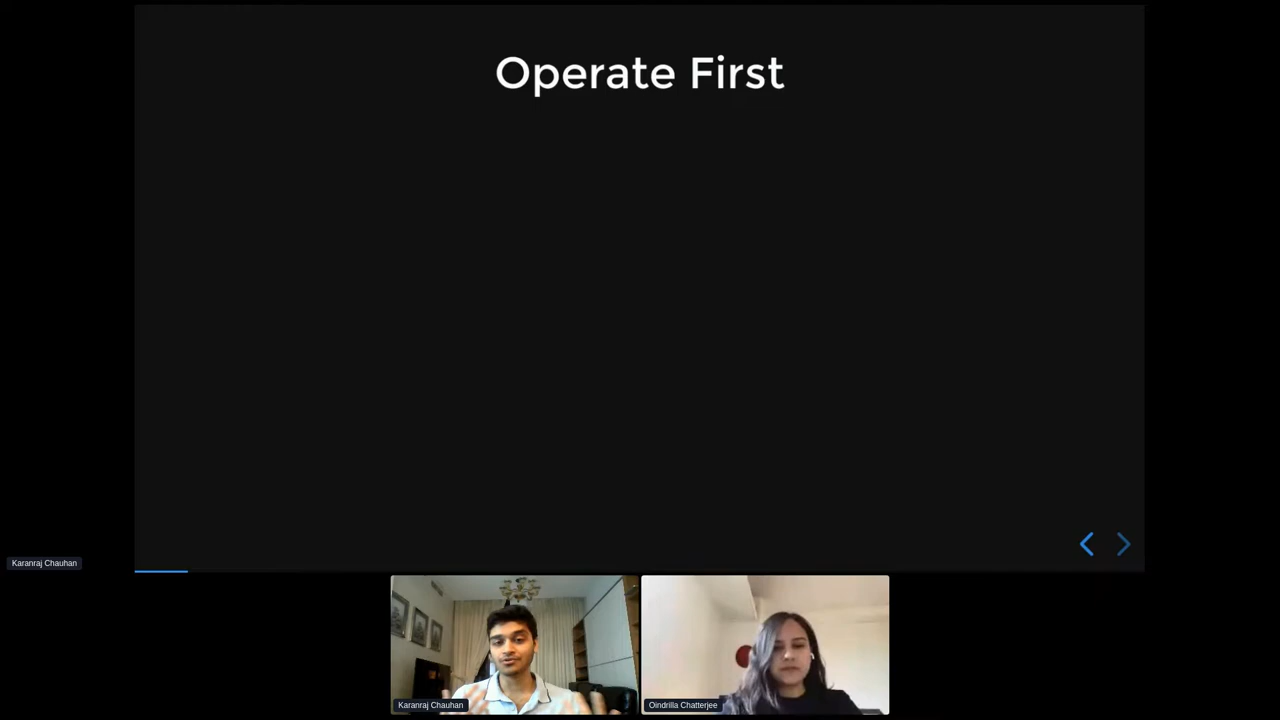 Operate First
Karanraj Chauhan
Karanraj Chauhan
Oindrilla Chatterjee